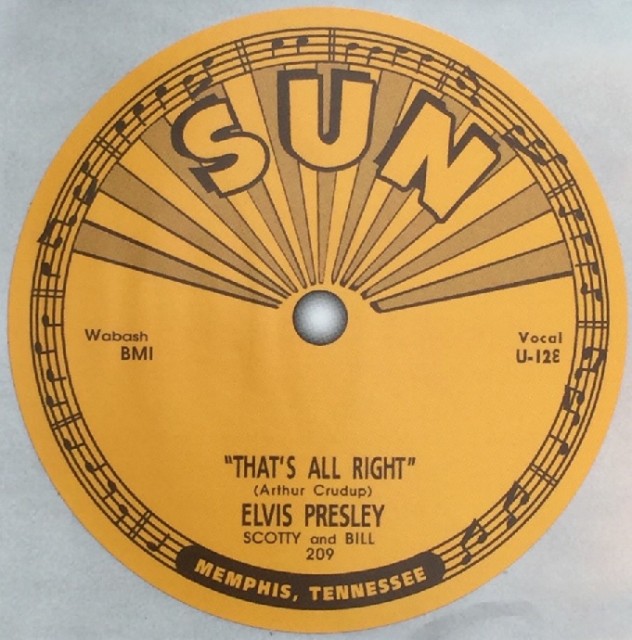 SUN
Wabash
BMI
Vocal
U-128
"THAT'S ALL RIGHT"
(Arthur Crudup)
ELVIS PRESLEY
SCOTTY and BILL
209
MEMPHIS, TENNESSEE